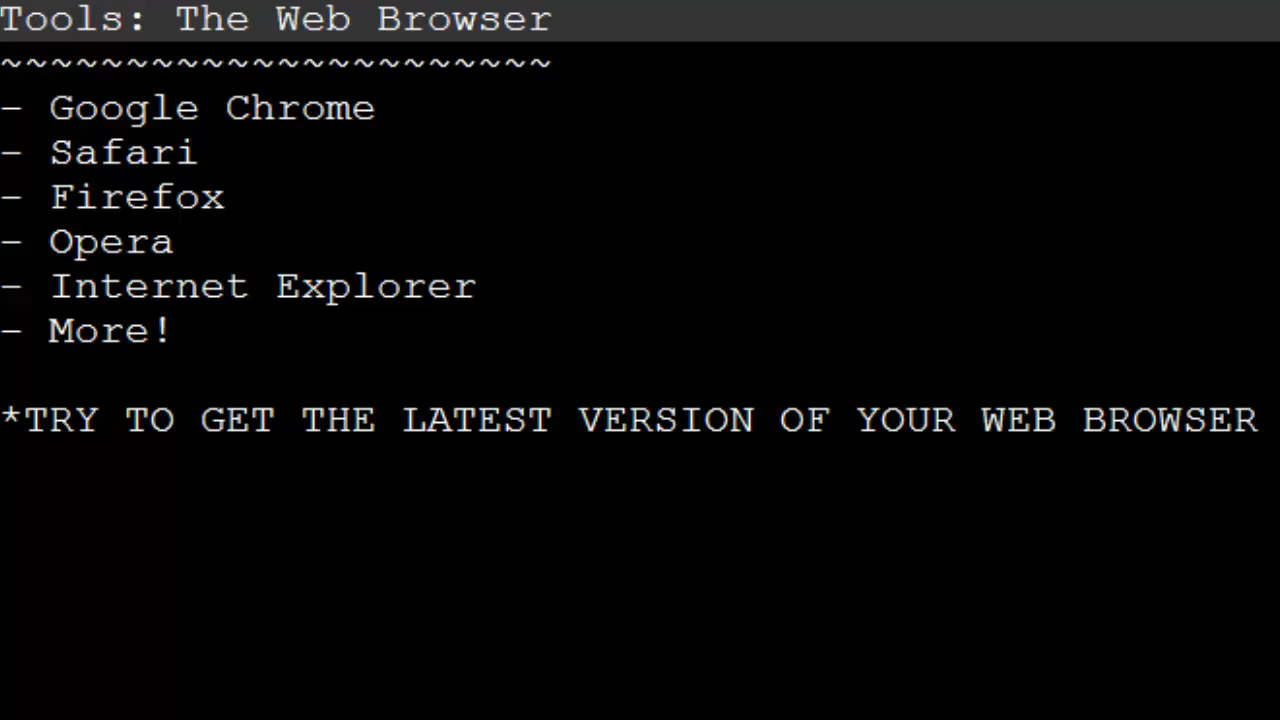 Tools: The Web Browser
~~~~~~~~~~~~~~~~~~~~~~
- Google Chrome
- Safari
- Firefox
- Opera
- Internet Explorer
- More!
*TRY TO GET THE LATEST VERSION OF YOUR WEB BROWSER